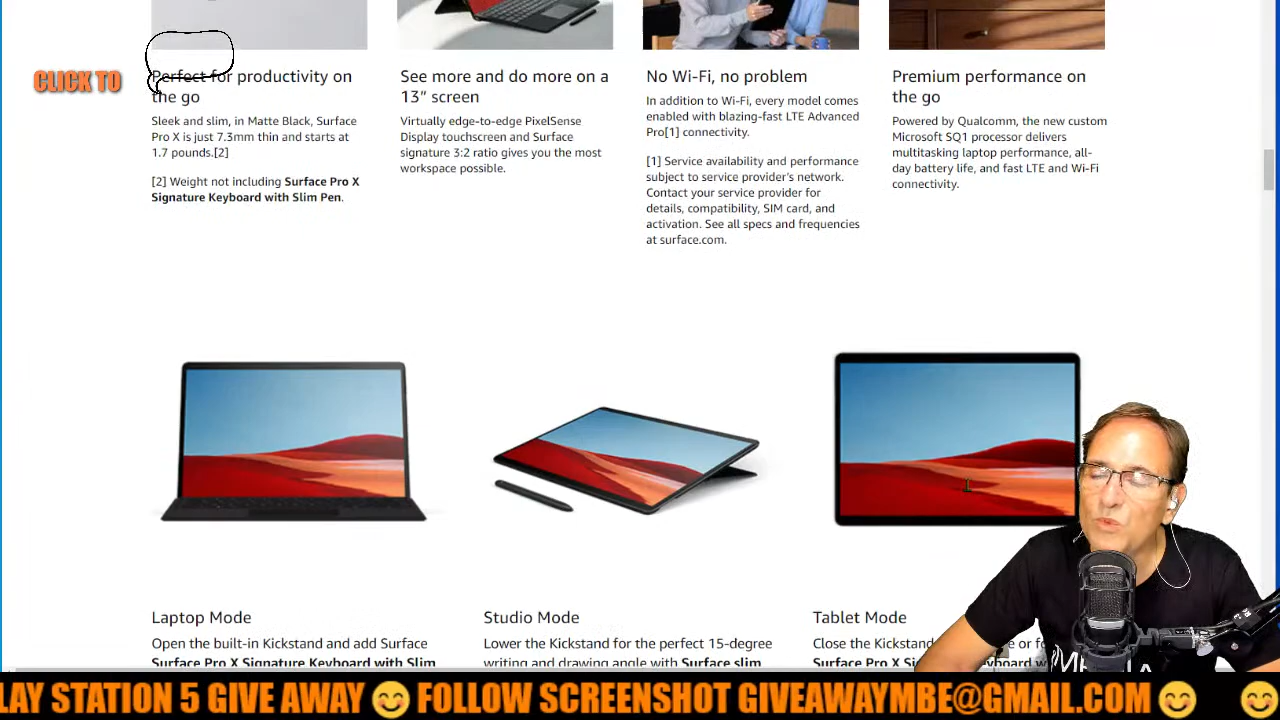 CLICK TO
Perfect for productivity on
the go
Sleek and slim, in Matte Black, Surface
Pro X is just 7.3mm thin and starts at
1.7 pounds.[2]
[2] Weight not including Surface Pro X
Signature Keyboard with Slim Pen.
See more and do more on a
13” screen
Virtually edge-to-edge PixelSense
Display touchscreen and Surface
signature 3:2 ratio gives you the most
workspace possible.
No Wi-Fi, no problem
In addition to Wi-Fi, every model comes
enabled with blazing-fast LTE Advanced
Pro[1] connectivity.
[1] Service availability and performance
subject to service provider's network.
Contact your service provider for
details, compatibility, SIM card, and
activation. See all specs and frequencies
at surface.com.
Premium performance on
the go
Powered by Qualcomm, the new custom
Microsoft SQ1 processor delivers
multitasking laptop performance, all-
day battery life, and fast LTE and Wi-Fi
connectivity.
Laptop Mode
Open the built-in Kickstand and add Surface
Surface Pro X Signature Keyboard with Slim
Studio Mode
Lower the Kickstand for the perfect 15-degree
writing and drawing angle with Surface slim
Tablet Mode
Close the Kickstand
Surface Pro X
LAY STATION 5 GIVE AWAY 😊 FOLLOW SCREENSHOT GIVEAWAYMBE@GMAIL.COM 😊 😊